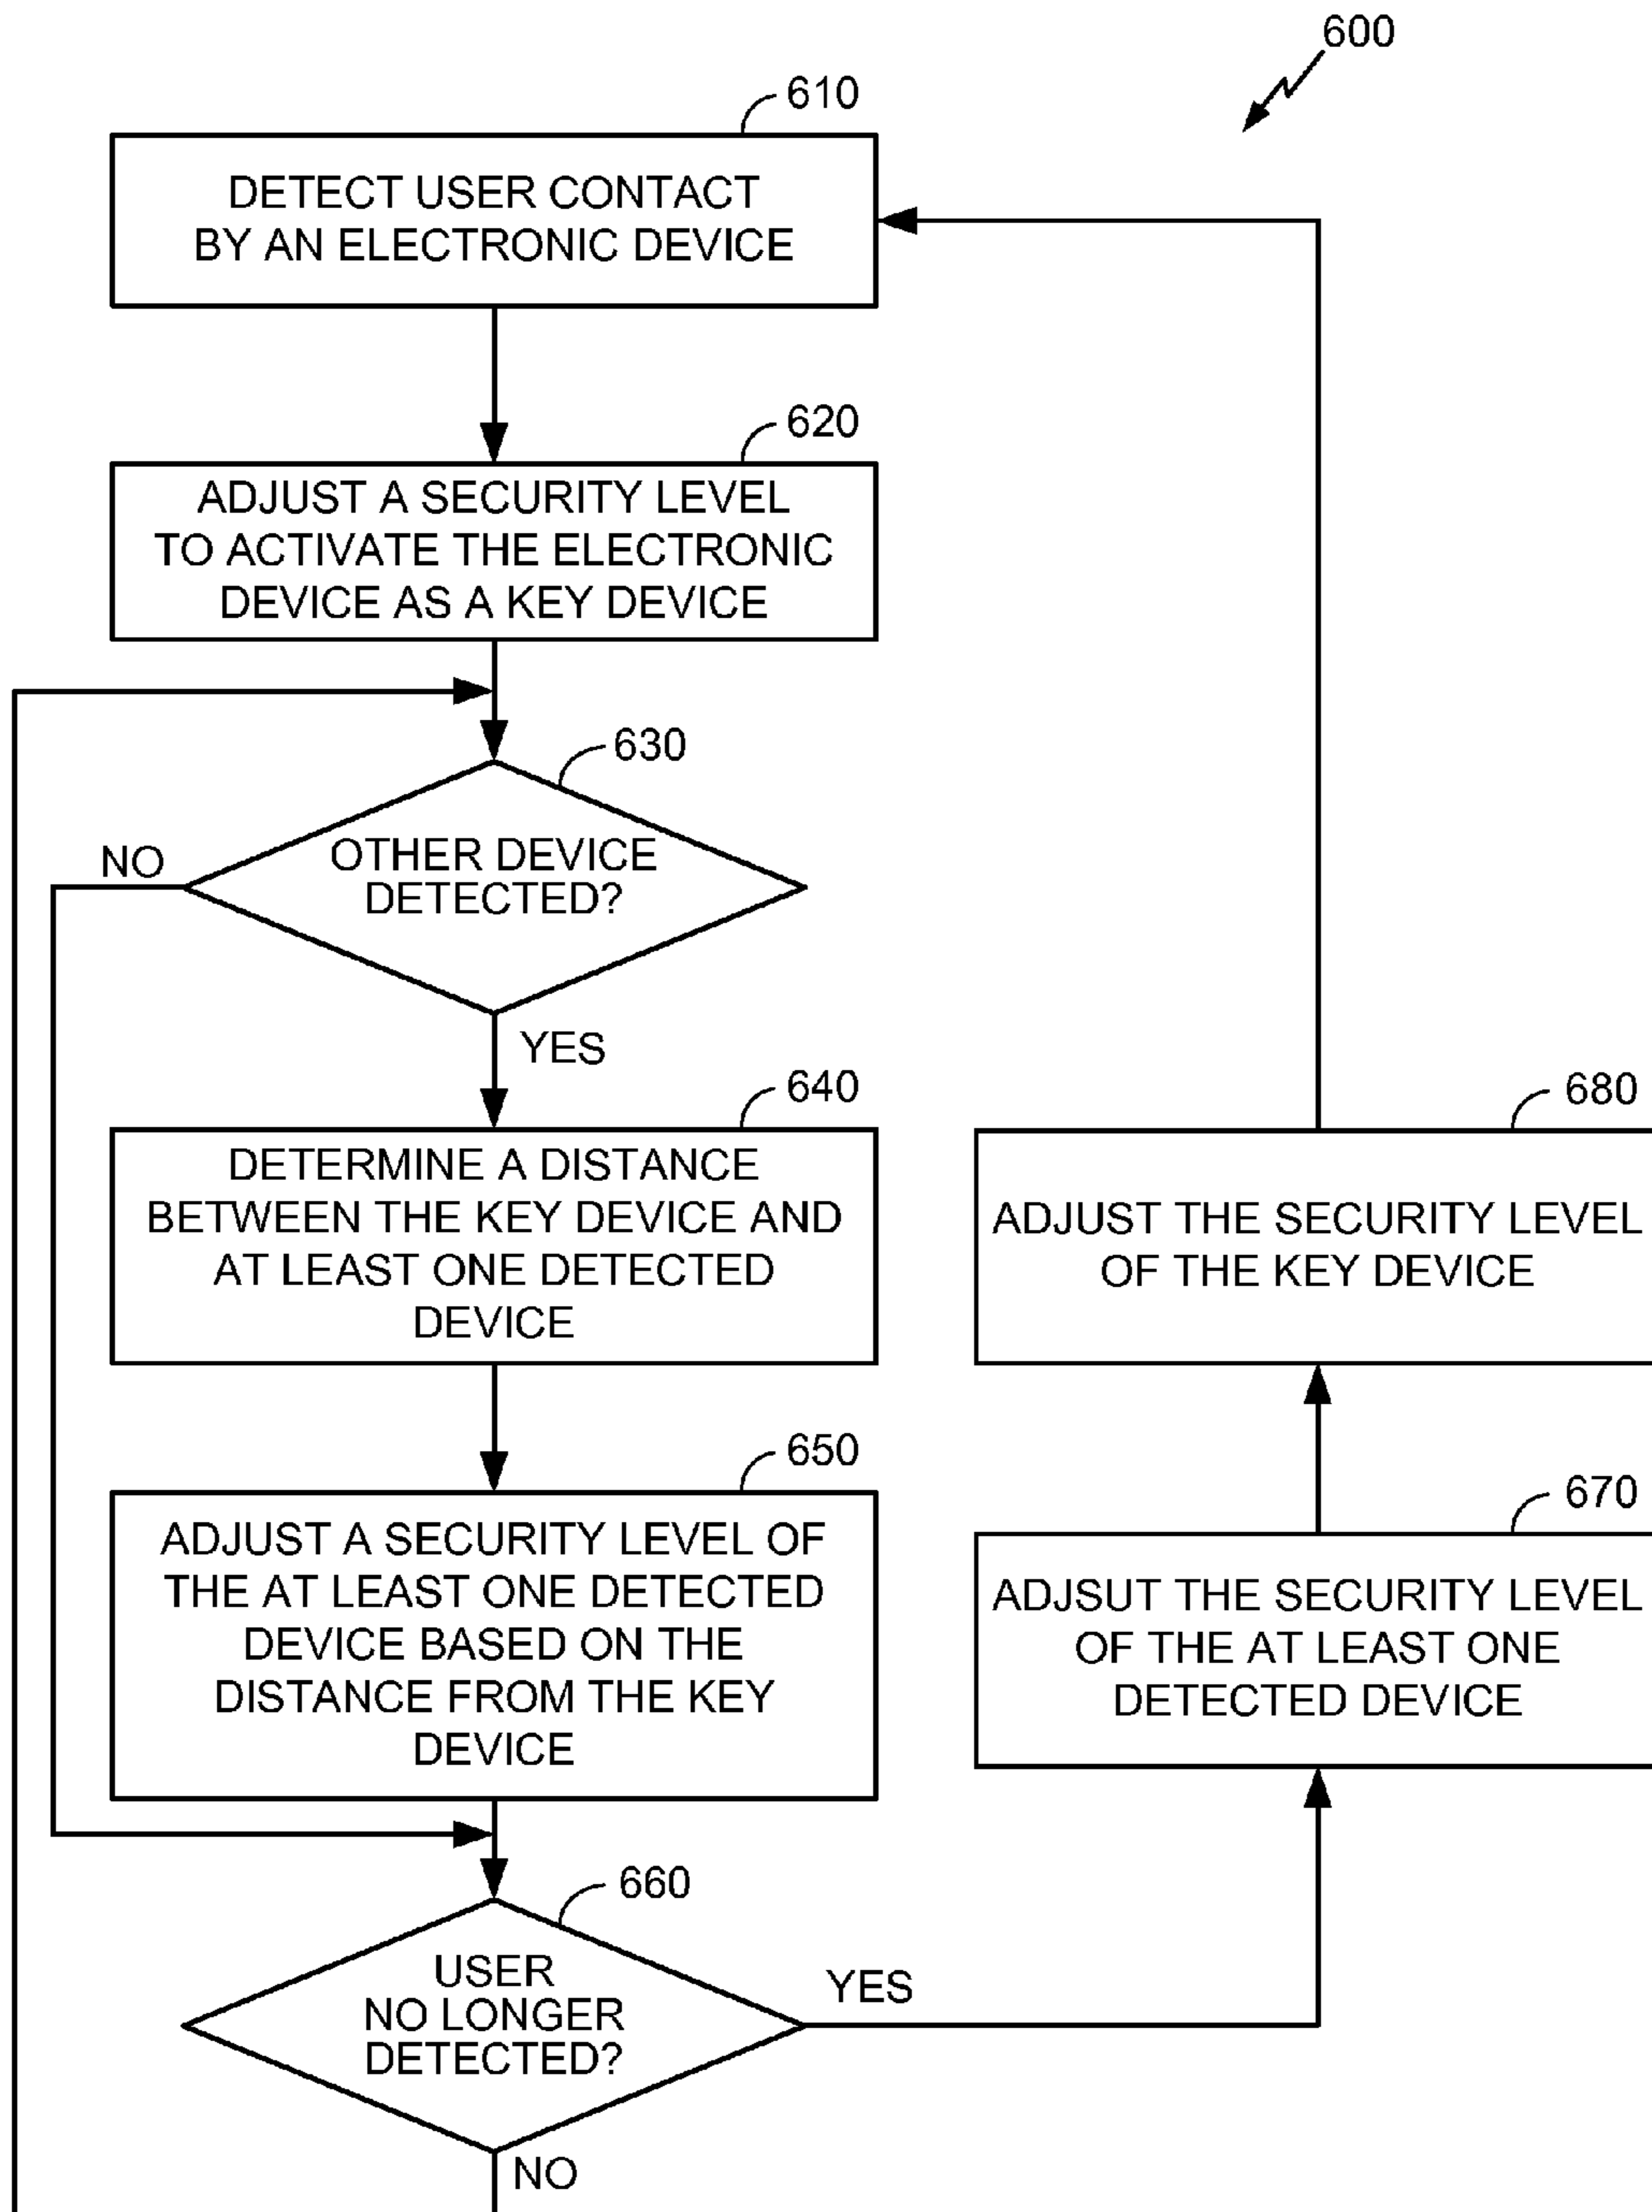 600
610
DETECT USER CONTACT
BY AN ELECTRONIC DEVICE
620
ADJUST A SECURITY LEVEL
TO ACTIVATE THE ELECTRONIC
DEVICE AS A KEY DEVICE
630
NO
OTHER DEVICE
DETECTED?
YES
640
DETERMINE A DISTANCE
BETWEEN THE KEY DEVICE AND
AT LEAST ONE DETECTED
DEVICE
650
ADJUST A SECURITY LEVEL OF
THE AT LEAST ONE DETECTED
DEVICE BASED ON THE
DISTANCE FROM THE KEY
DEVICE
660
USER
NO LONGER
DETECTED?
YES
NO
670
ADJSUT THE SECURITY LEVEL
OF THE AT LEAST ONE
DETECTED DEVICE
680
ADJUST THE SECURITY LEVEL
OF THE KEY DEVICE